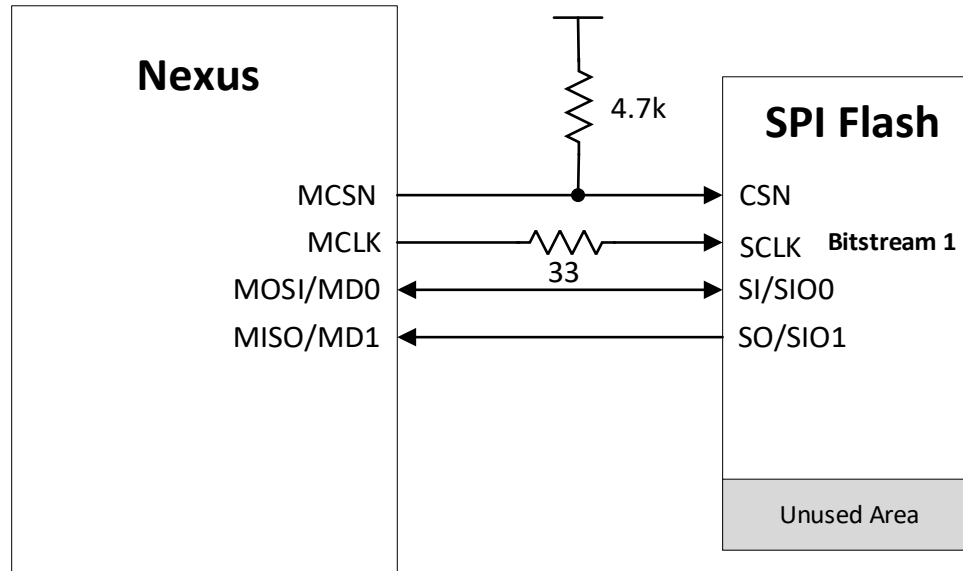 Nexus
4.7k
SPI Flash
MCSN
CSN
MCLK
SCLK
Bitstream 1
33
MOSI/MD0
SI/SIO0
MISO/MD1
SO/SIO1
Unused Area